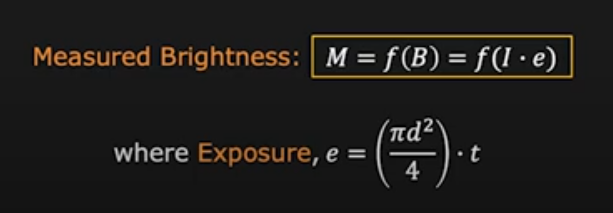 Measured Brightness: M = f(B) = f(I · e)
where Exposure, e = (πd²/4) · t